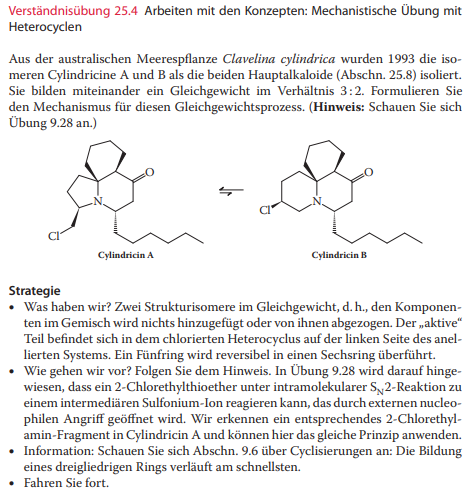 Verständnisübung 25.4 Arbeiten mit den Konzepten: Mechanistische Übung mit
Heterocyclen
Aus der australischen Meerespflanze Clavelina cylindrica wurden 1993 die iso-
meren Cylindricine A und B als die beiden Hauptalkaloide (Abschn. 25.8) isoliert.
Sie bilden miteinander ein Gleichgewicht im Verhältnis 3 : 2. Formulieren Sie
den Mechanismus für diesen Gleichgewichtsprozess. (Hinweis: Schauen Sie sich
Übung 9.28 an.)
O
N
Cl
Cylindricin A
O
N
Cl
Cylindricin B
Strategie
• Was haben wir? Zwei Strukturisomere im Gleichgewicht, d. h., den Komponen-
ten im Gemisch wird nichts hinzugefügt oder von ihnen abgezogen. Der „aktive“
Teil befindet sich in dem chlorierten Heterocyclus auf der linken Seite des anel-
lierten Systems. Ein Fünfring wird reversibel in einen Sechsring überführt.
• Wie gehen wir vor? Folgen Sie dem Hinweis. In Übung 9.28 wird darauf hinge-
wiesen, dass ein 2-Chlorethylthioether unter intramolekularer SN2-Reaktion zu
einem intermediären Sulfonium-Ion reagieren kann, das durch externen nucleo-
philen Angriff geöffnet wird. Wir erkennen ein entsprechendes 2-Chlorethyl-
amin-Fragment in Cylindricin A und können hier das gleiche Prinzip anwenden.
• Information: Schauen Sie sich Abschn. 9.6 über Cyclisierungen an: Die Bildung
eines dreigliedrigen Rings verläuft am schnellsten.
• Fahren Sie fort.